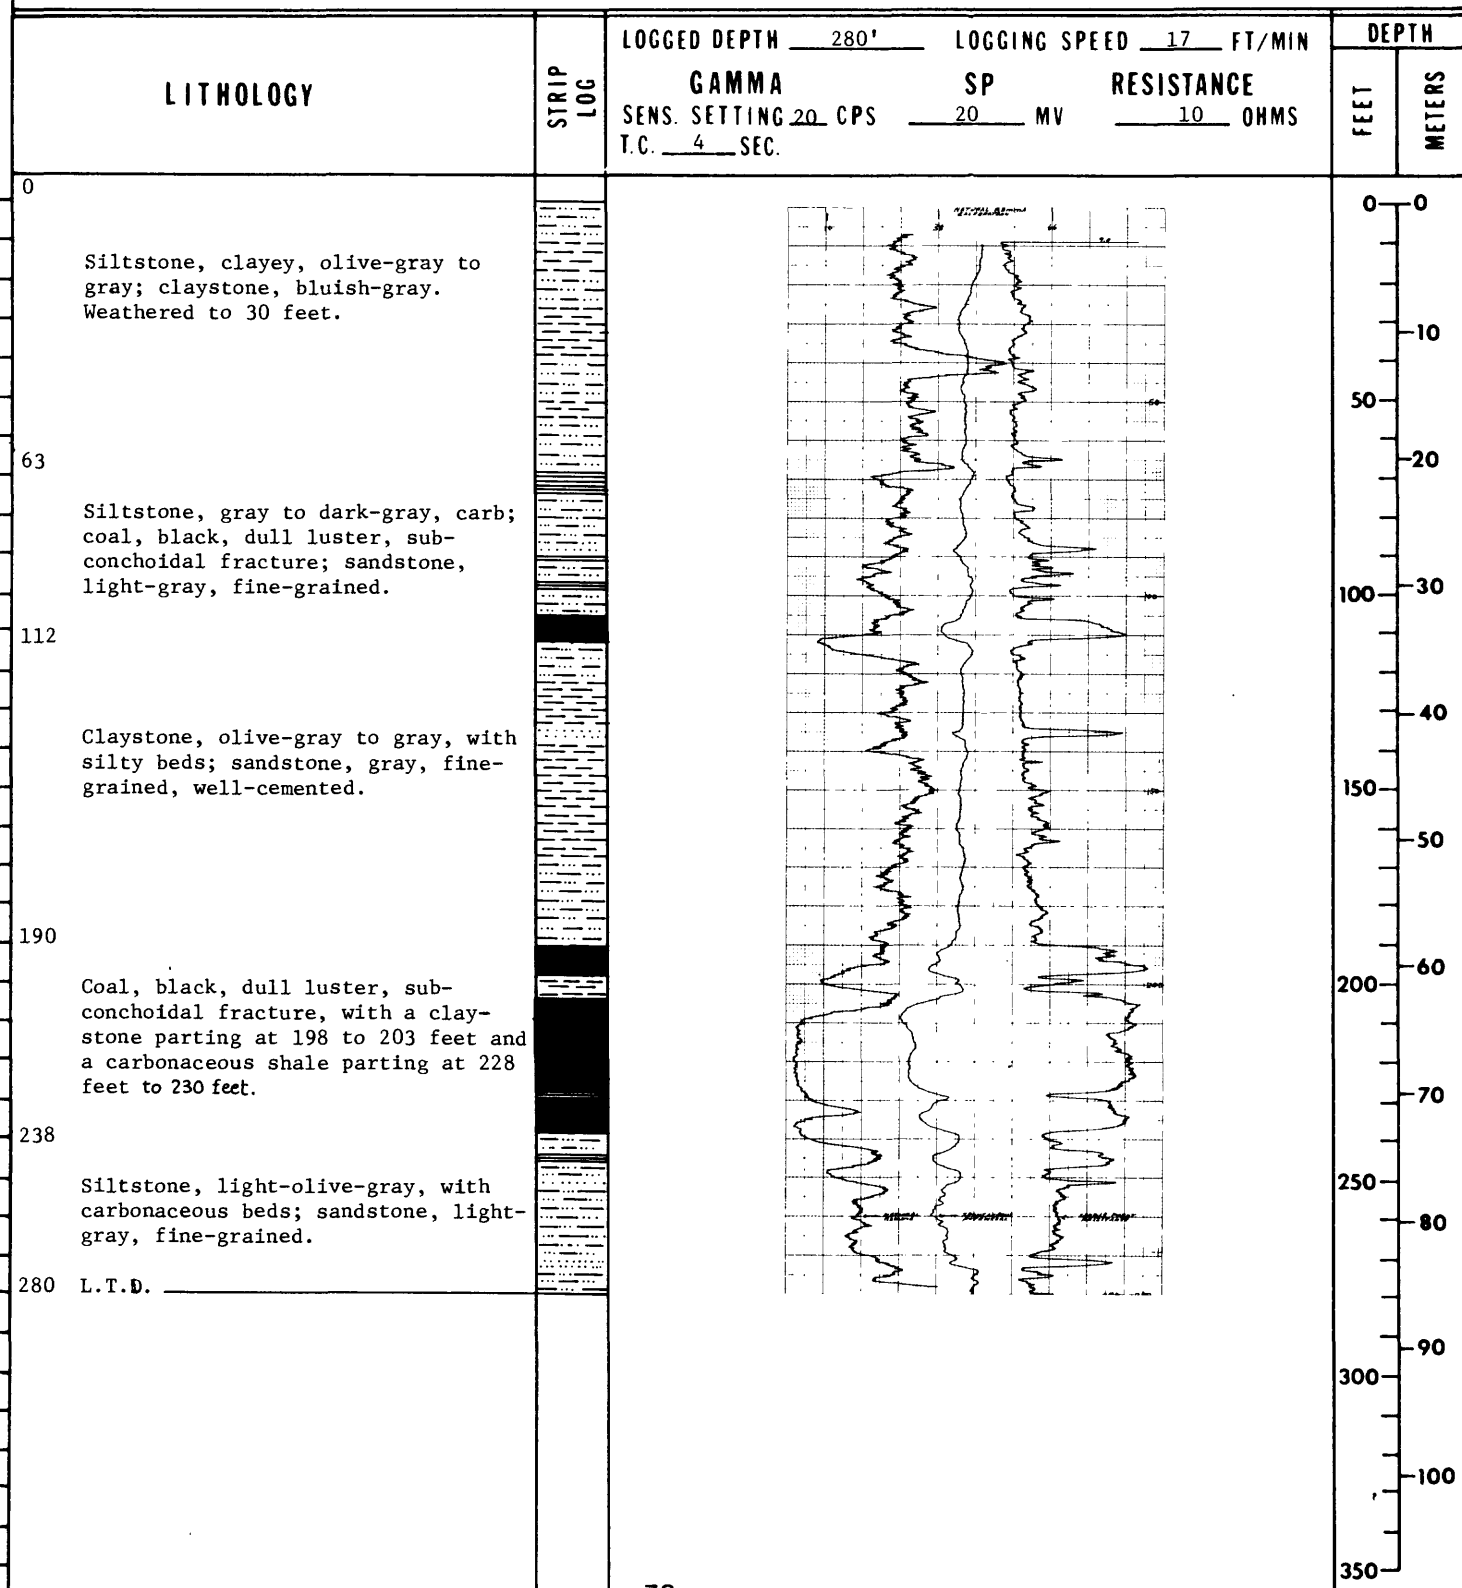 LOGGED DEPTH 280' LOGGING SPEED 17 FT/MIN
DEPTH
LITHOLOGY
STRIP LOG
GAMMA SP RESISTANCE
SENS. SETTING 20 CPS 20 MV 10 OHMS
T.C. 4 SEC.
FEET
METERS
0
Siltstone, clayey, olive-gray to
gray; claystone, bluish-gray.
Weathered to 30 feet.
63
Siltstone, gray to dark-gray, carb;
coal, black, dull luster, sub-
conchoidal fracture; sandstone,
light-gray, fine-grained.
112
Claystone, olive-gray to gray, with
silty beds; sandstone, gray, fine-
grained, well-cemented.
190
Coal, black, dull luster, sub-
conchoidal fracture, with a clay-
stone parting at 198 to 203 feet and
a carbonaceous shale parting at 228
feet to 230 feet.
238
Siltstone, light-olive-gray, with
carbonaceous beds; sandstone, light-
gray, fine-grained.
280 L.T.D.
NATURAL GAMMA
50
150
0 0
10
50
20
100 30
40
150
50
60
200
70
250
80
90
300
100
350